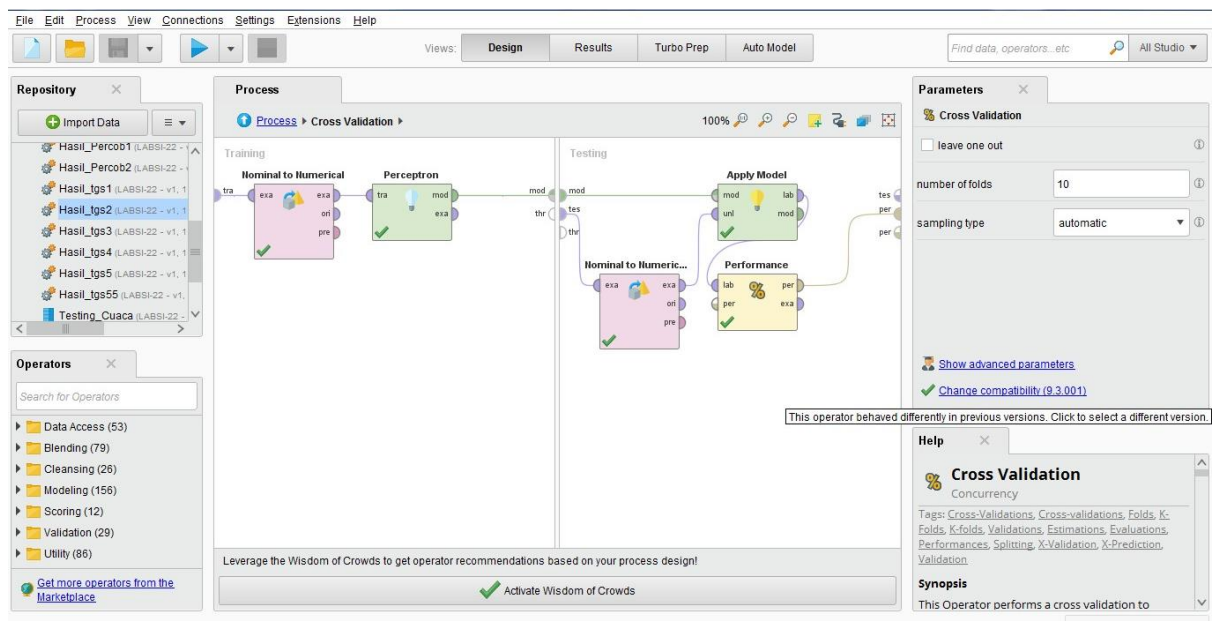 File Edit Process View Connections Settings Extensions Help
Views: Design Results Turbo Prep Auto Model
Find data, operators...etc
All Studio
Repository
Import Data
Hasil_Percob1 (LABSI-22 -
Hasil_Percob2 (LABSI-22 -
Hasil_tgs1 (LABSI-22 - v1, 1
Hasil_tgs2 (LABSI-22 - v1, 1
Hasil_tgs3 (LABSI-22 - v1, 1
Hasil_tgs4 (LABSI-22 - v1, 1
Hasil_tgs5 (LABSI-22 - v1, 1
Hasil_tgs55 (LABSI-22 - v1,
Testing_Cuaca (LABSI-22 -
Operators
Search for Operators
Data Access (53)
Blending (79)
Cleansing (26)
Modeling (156)
Scoring (12)
Validation (29)
Utility (86)
Get more operators from the
Marketplace
Process
Process Cross Validation
100%
Training
Nominal to Numerical
tra
exa exa
ori
pre
Perceptron
tra mod
exa
mod
thr
Testing
mod
tes
thr
Apply Model
mod lab
unl mod
Nominal to Numeric...
exa exa
ori
pre
Performance
lab per
per exa
tes
per
per
Leverage the Wisdom of Crowds to get operator recommendations based on your process design!
Activate Wisdom of Crowds
Parameters
Cross Validation
leave one out
number of folds 10
sampling type automatic
Show advanced parameters
Change compatibility (9.3.001)
This operator behaved differently in previous versions. Click to select a different version.
Help
Cross Validation
Concurrency
Tags: Cross-Validations, Cross-validations, Folds, K-
Folds, K-folds, Validations, Estimations, Evaluations,
Performances, Splitting, X-Validation, X-Prediction,
Validation
Synopsis
This Operator performs a cross validation to